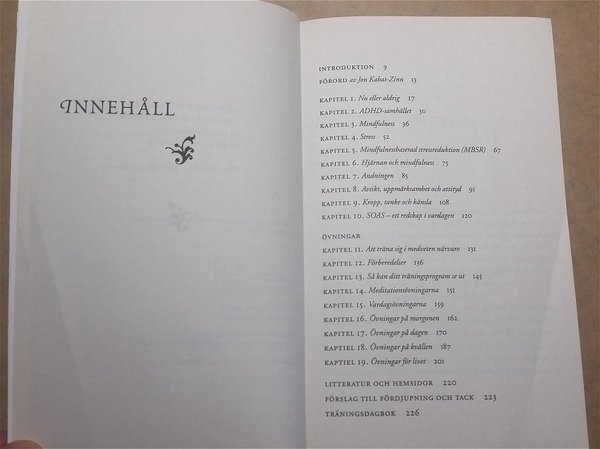 INNEHÅLL
INTRODUKTION 9
FÖRORD av Jon Kabat-Zinn 13
KAPITEL 1. Nu eller aldrig 17
KAPITEL 2. ADHD-samhället 30
KAPITEL 3. Mindfulness 36
KAPITEL 4. Stress 52
KAPITEL 5. Mindfulnessbaserad stressreduktion (MBSR) 67
KAPITEL 6. Hjärnan och mindfulness 75
KAPITEL 7. Andningen 85
KAPITEL 8. Avsikt, uppmärksamhet och attityd 91
KAPITEL 9. Kropp, tanke och känsla 108
KAPITEL 10. SOAS – ett redskap i vardagen 120
ÖVNINGAR
KAPITEL 11. Att träna sig i medveten närvaro 131
KAPITEL 12. Förberedelser 136
KAPITEL 13. Så kan ditt träningsprogram se ut 145
KAPITEL 14. Meditationsövningarna 151
KAPITEL 15. Vardagsövningarna 159
KAPITEL 16. Övningar på morgonen 162
KAPITEL 17. Övningar på dagen 170
KAPTIEL 18. Övningar på kvällen 187
KAPTIEL 19. Övningar för livet 201
LITTERATUR OCH HEMSIDOR 220
FÖRSLAG TILL FÖRDJUPNING OCH TACK 223
TRÄNINGSDAGBOK 226